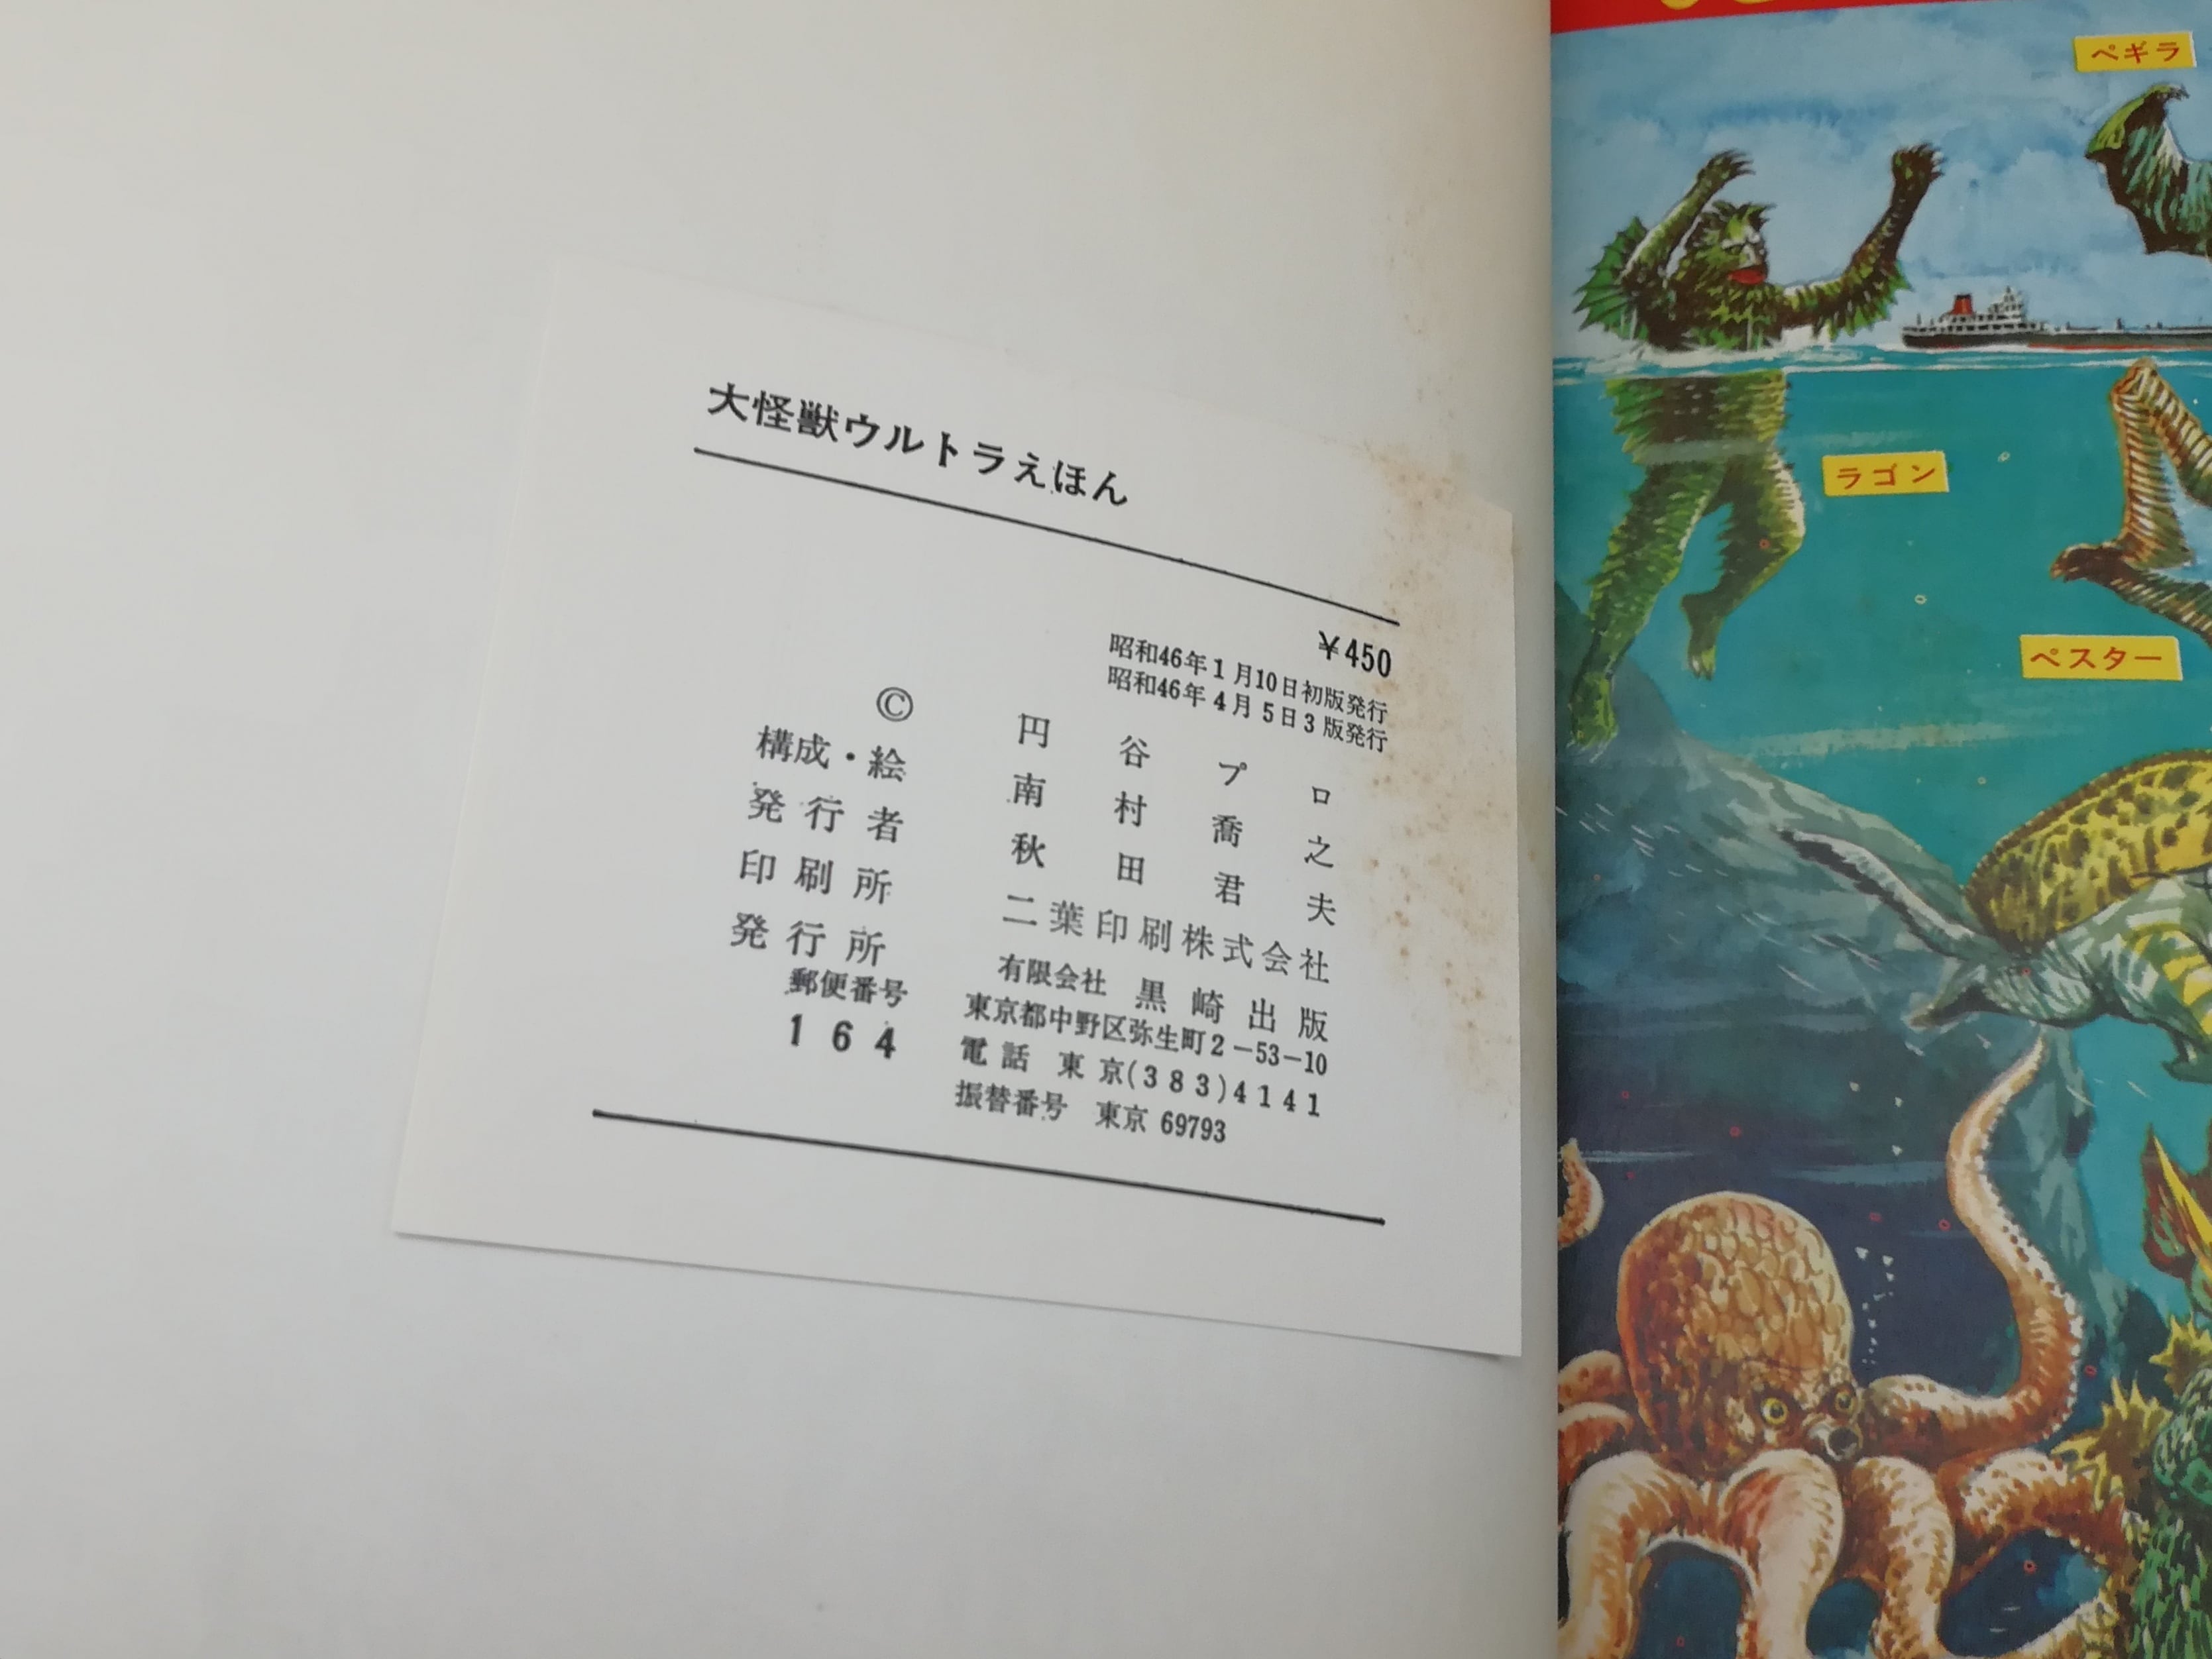 大怪獣ウルトラえほん
¥450
昭和46年1月10日初版発行
昭和46年4月5日3版発行
© 円谷プロ
構成・絵 南村喬之
発行者 秋田君夫
印刷所 二葉印刷株式会社
発行所 有限会社 黒崎出版
郵便番号 東京都中野区弥生町2-53-10
164 電話 東京(383)4141
振替番号 東京 69793
ペギラ
ラゴン
ペスター